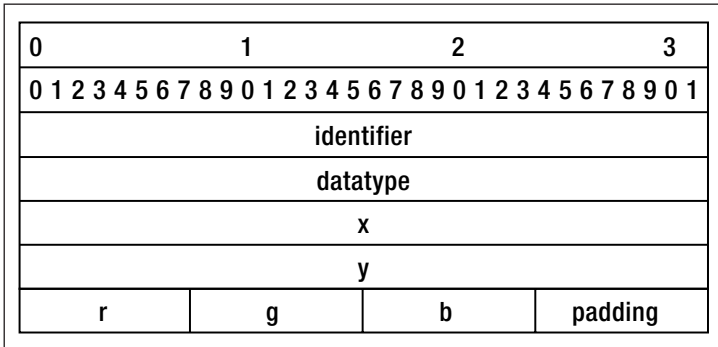 0 1 2 3
0 1 2 3 4 5 6 7 8 9 0 1 2 3 4 5 6 7 8 9 0 1 2 3 4 5 6 7 8 9 0 1
identifier
datatype
x
y
r g b padding